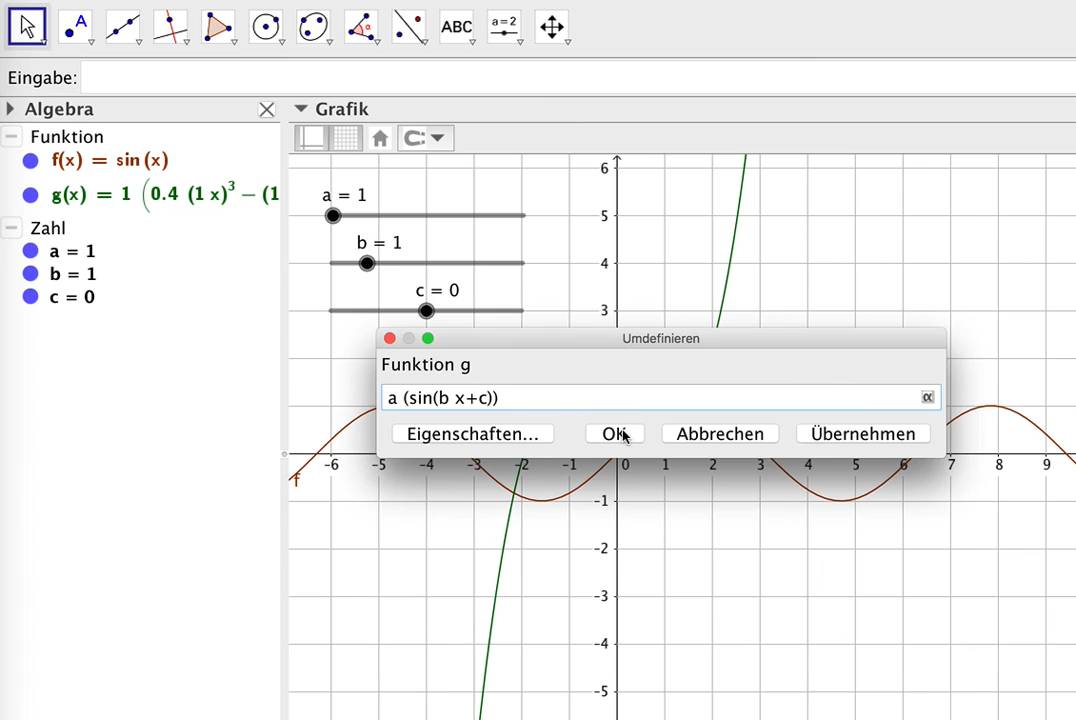 A
α
ABC
a=2
Eingabe:
Algebra
Grafik
Funktion
f(x) = sin (x)
g(x) = 1 (0.4 (1 x)³ − (1
Zahl
a = 1
b = 1
c = 0
a = 1
b = 1
c = 0
6
5
4
3
Umdefinieren
Funktion g
a (sin(b x+c))
α
Eigenschaften...
OK
Abbrechen
Übernehmen
f
-6 -5 -4 -3 -2 -1 0 1 2 3 4 5 6 7 8 9
-1
-2
-3
-4
-5